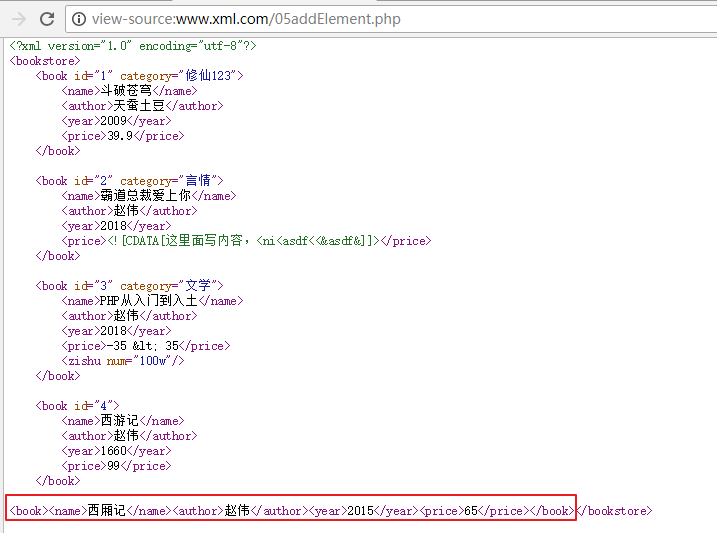 view-source:www.xml.com/05addElement.php
<?xml version="1.0" encoding="utf-8"?>
<bookstore>
<book id="1" category="修仙123">
<name>斗破苍穹</name>
<author>天蚕土豆</author>
<year>2009</year>
<price>39.9</price>
</book>
<book id="2" category="言情">
<name>霸道总裁爱上你</name>
<author>赵伟</author>
<year>2018</year>
<price><![CDATA[这里面写内容，<ni<asdf<<&asdf&]]></price>
</book>
<book id="3" category="文学">
<name>PHP从入门到入土</name>
<author>赵伟</author>
<year>2018</year>
<price>-35 &lt; 35</price>
<zishu num="100w"/>
</book>
<book id="4">
<name>西游记</name>
<author>赵伟</author>
<year>1660</year>
<price>99</price>
</book>
<book><name>西厢记</name><author>赵伟</author><year>2015</year><price>65</price></book></bookstore>